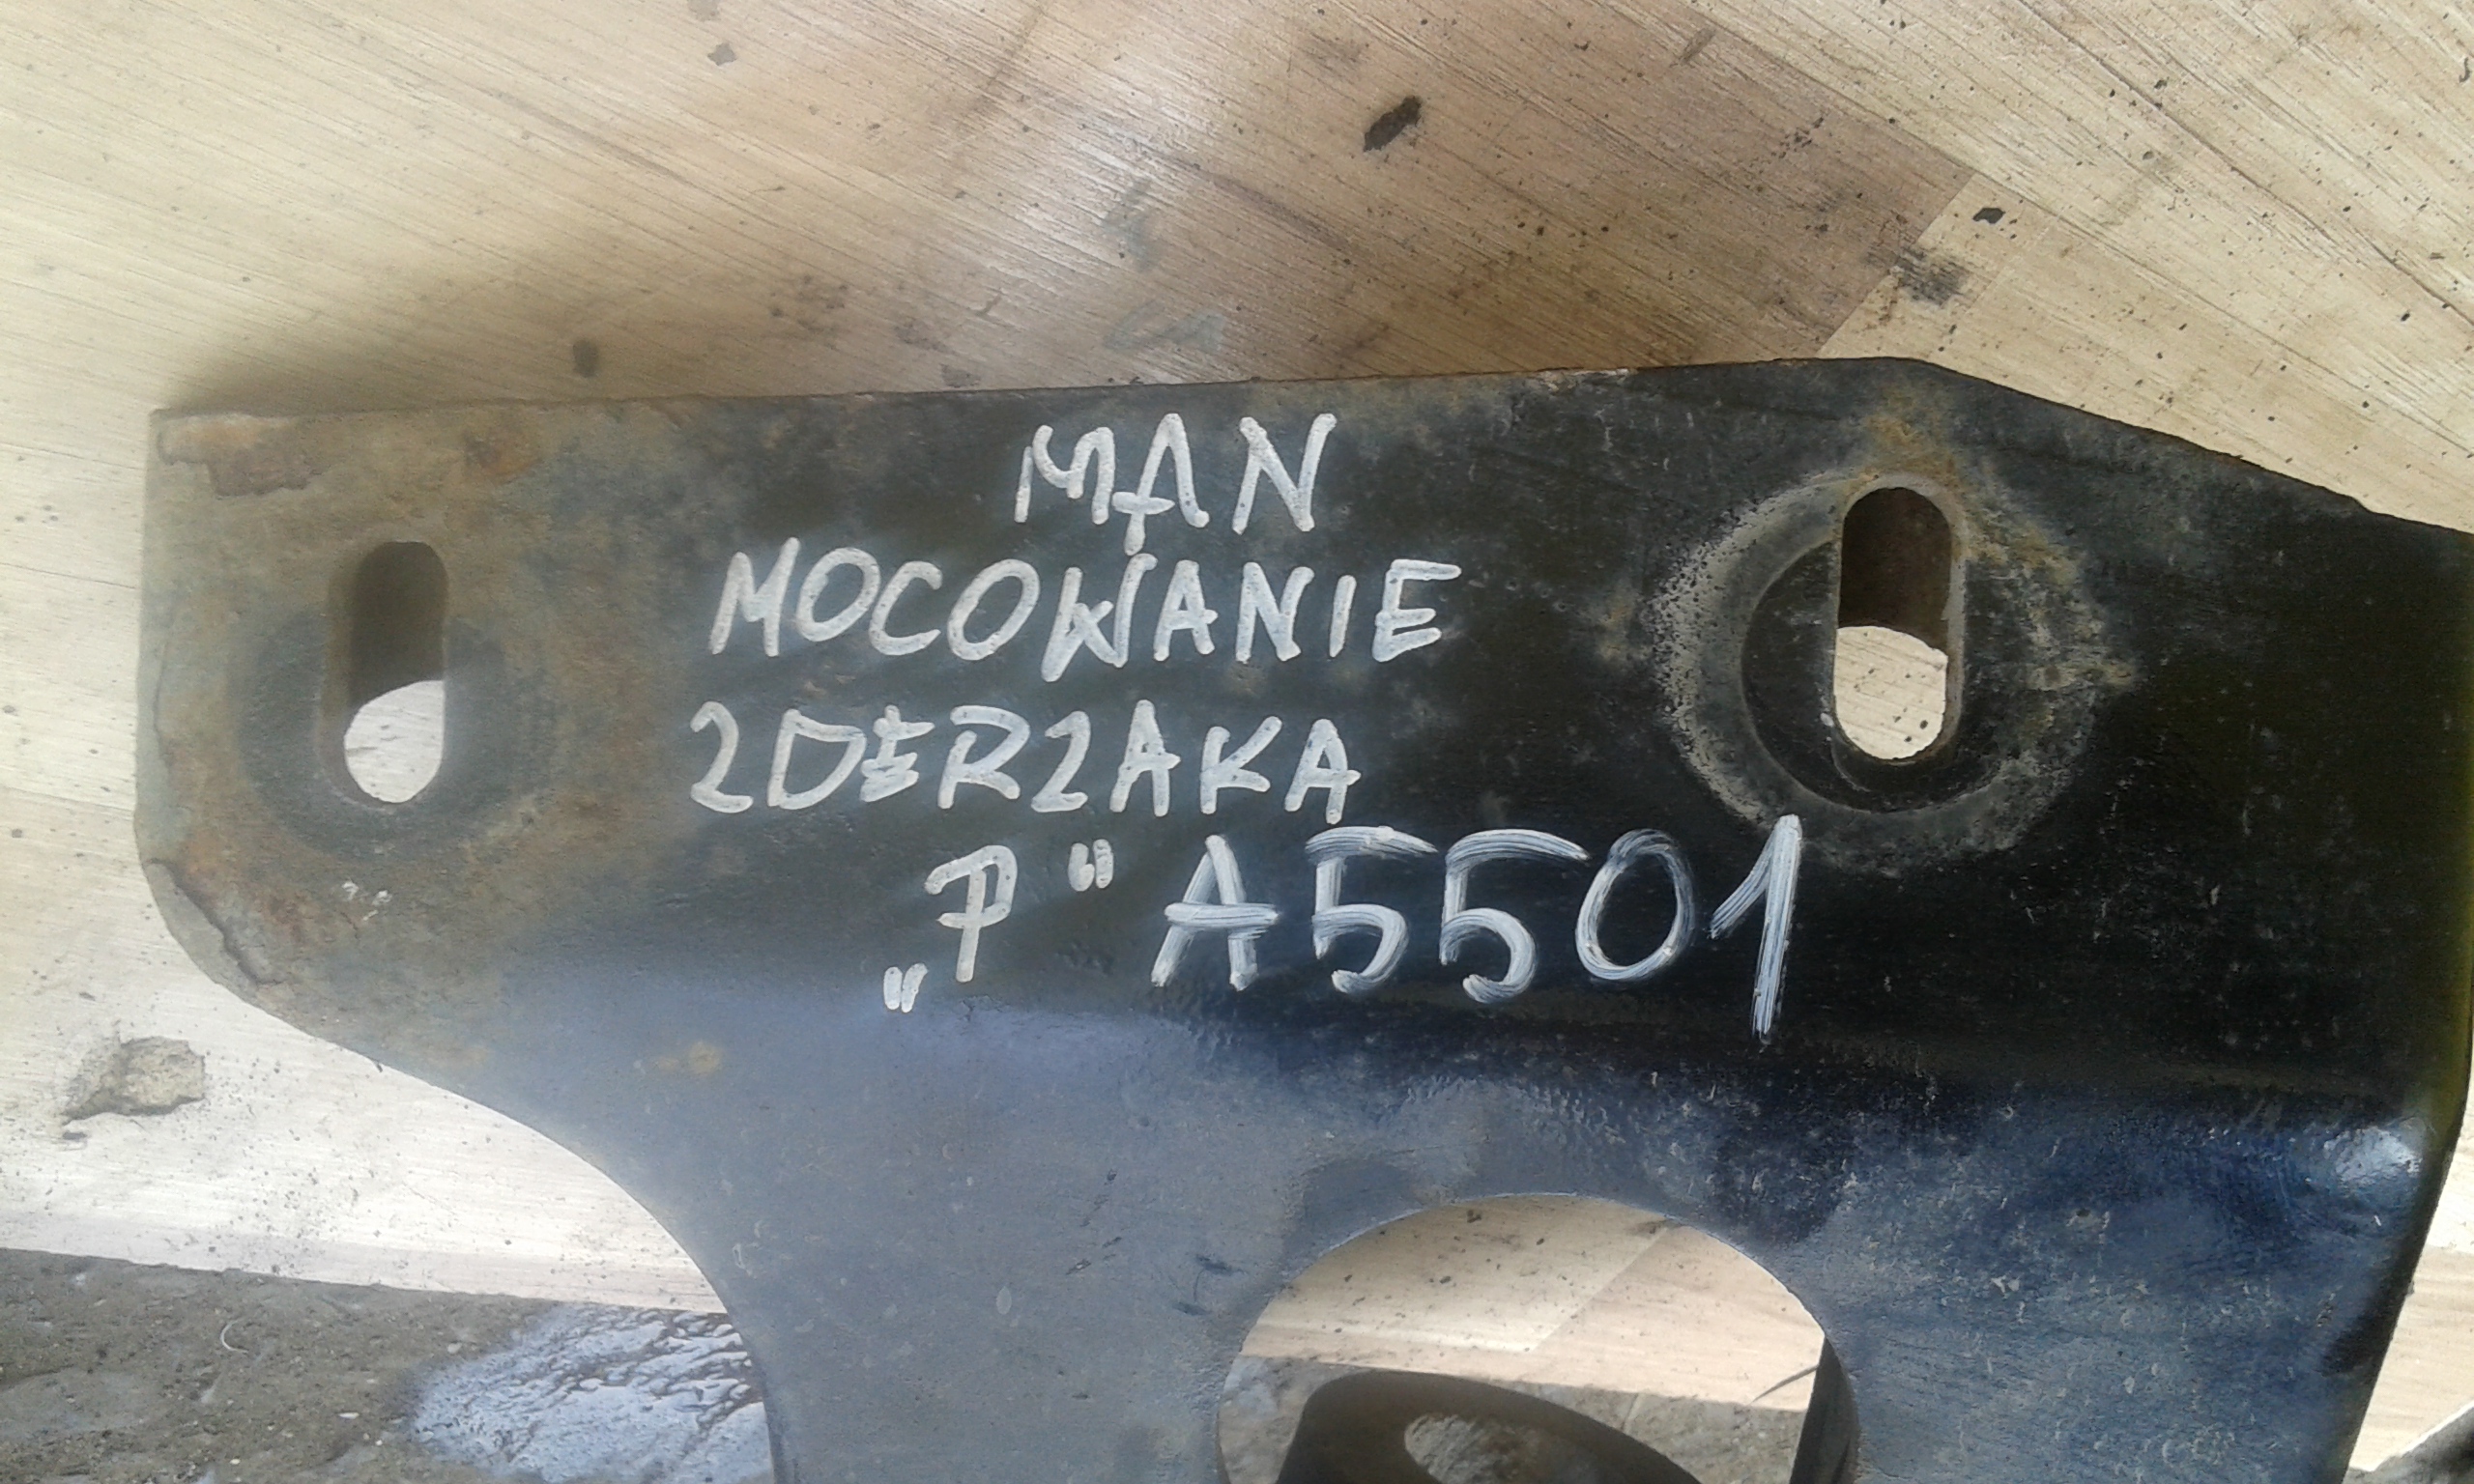 MAN
MOCOWANIE
ZDERZAKA
„P" A5501